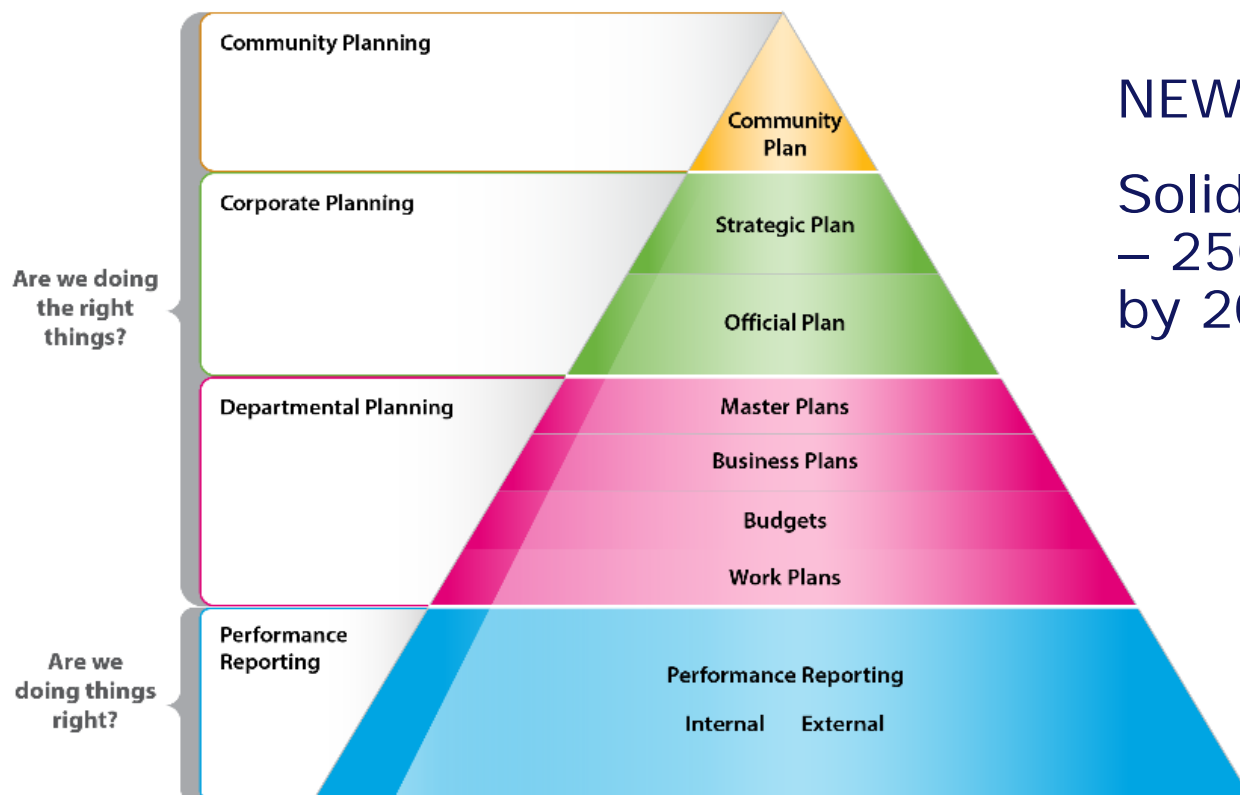 Community Planning
Community
Plan
Corporate Planning
Strategic Plan
Official Plan
Are we doing
the right
things?
Departmental Planning
Master Plans
Business Plans
Budgets
Work Plans
Performance
Reporting
Are we
doing things
right?
Performance Reporting
Internal External
NEW
Solid
– 25
by 2